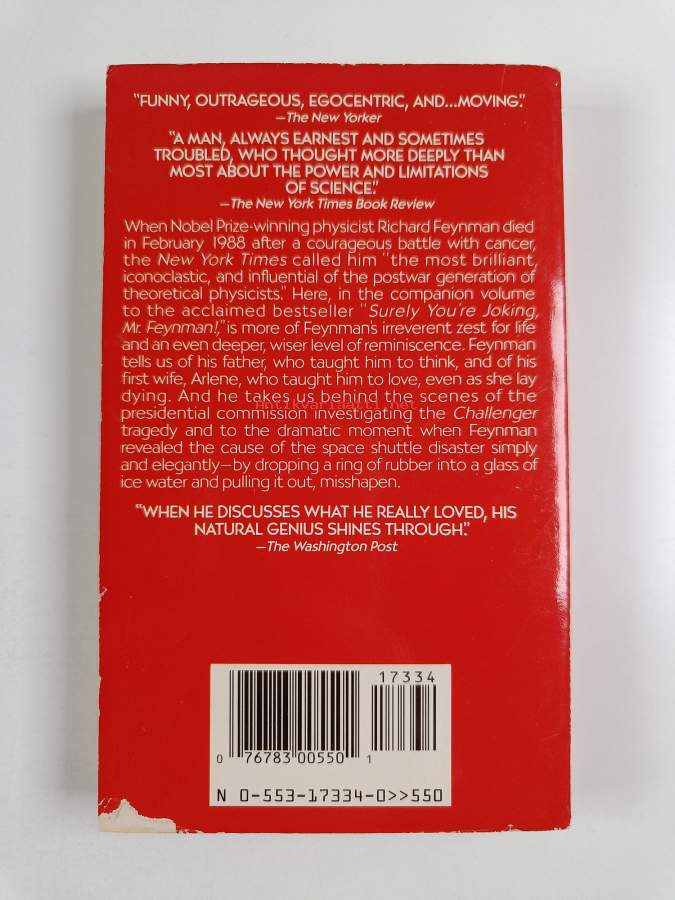 "FUNNY, OUTRAGEOUS, EGOCENTRIC, AND...MOVING."
—The New Yorker
"A MAN, ALWAYS EARNEST AND SOMETIMES
TROUBLED, WHO THOUGHT MORE DEEPLY THAN
MOST ABOUT THE POWER AND LIMITATIONS
OF SCIENCE."
—The New York Times Book Review
When Nobel Prize-winning physicist Richard Feynman died
in February 1988 after a courageous battle with cancer,
the New York Times called him "the most brilliant,
iconoclastic, and influential of the postwar generation of
theoretical physicists." Here, in the companion volume
to the acclaimed bestseller "Surely You're Joking,
Mr. Feynman!," is more of Feynman's irreverent zest for life
and an even deeper, wiser level of reminiscence. Feynman
tells us of his father, who taught him to think, and of his
first wife, Arlene, who taught him to love, even as she lay
dying. And he takes us behind the scenes of the
antikvariaatti.net
presidential commission investigating the Challenger
tragedy and to the dramatic moment when Feynman
revealed the cause of the space shuttle disaster simply
and elegantly—by dropping a ring of rubber into a glass of
ice water and pulling it out, misshapen.
"WHEN HE DISCUSSES WHAT HE REALLY LOVED, HIS
NATURAL GENIUS SHINES THROUGH."
—The Washington Post
17334
0 76783 00550 1
N 0-553-17334-0>>550